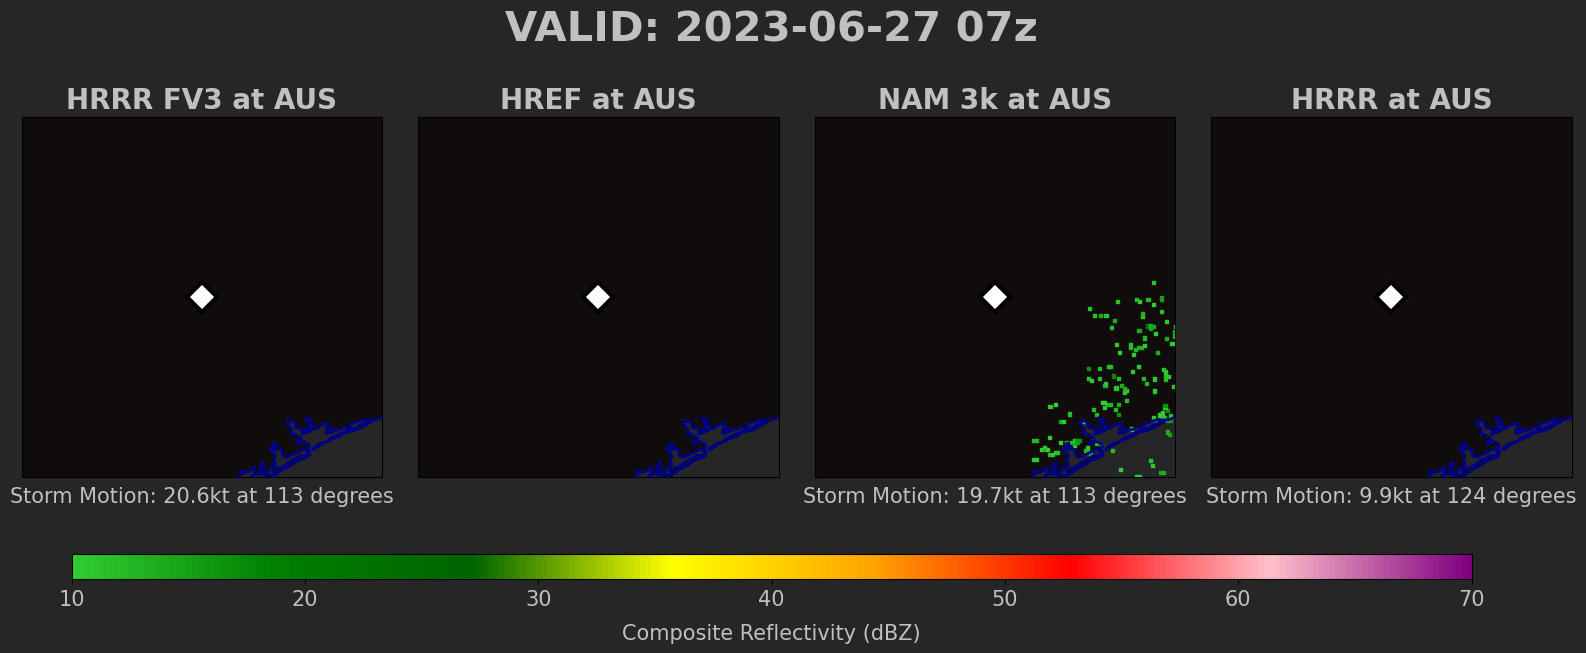 VALID: 2023-06-27 07z
HRRR FV3 at AUS
HREF at AUS
NAM 3k at AUS
HRRR at AUS
Storm Motion: 20.6kt at 113 degrees
Storm Motion: 19.7kt at 113 degrees
Storm Motion: 9.9kt at 124 degrees
10 20 30 40 50 60 70
Composite Reflectivity (dBZ)